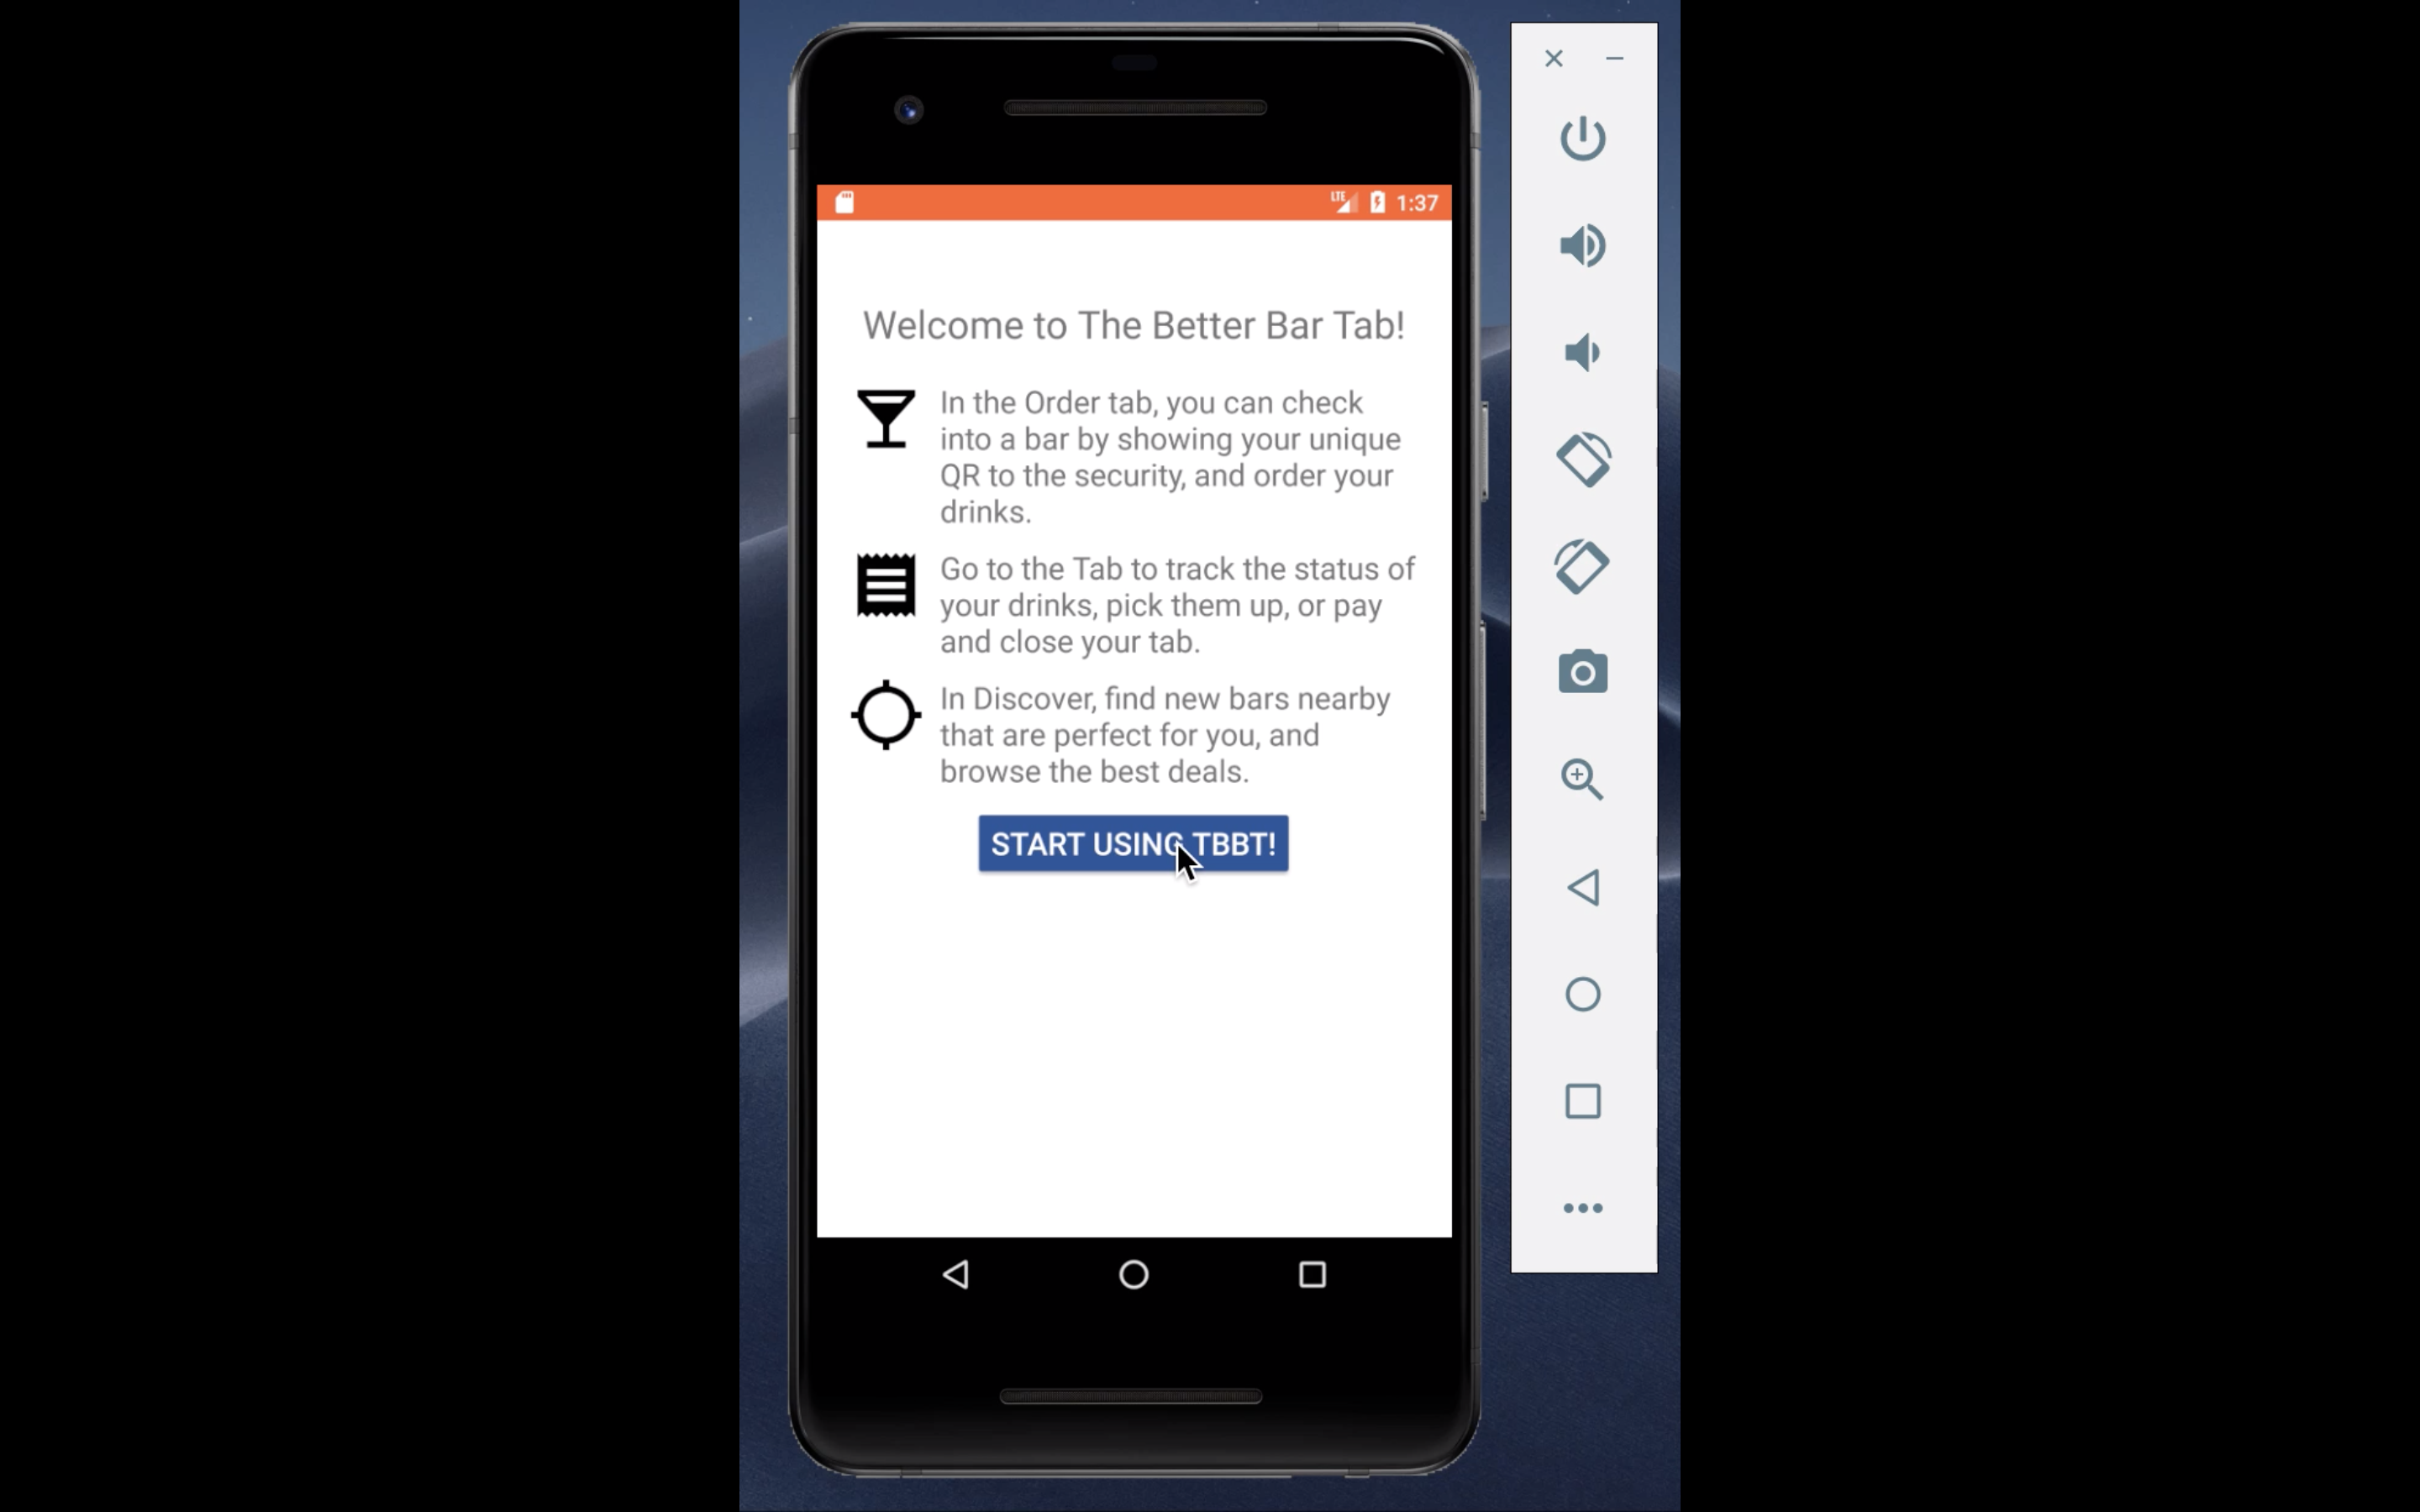 LTE 1:37
Welcome to The Better Bar Tab!
In the Order tab, you can check
into a bar by showing your unique
QR to the security, and order your
drinks.
Go to the Tab to track the status of
your drinks, pick them up, or pay
and close your tab.
In Discover, find new bars nearby
that are perfect for you, and
browse the best deals.
START USING TBBT!